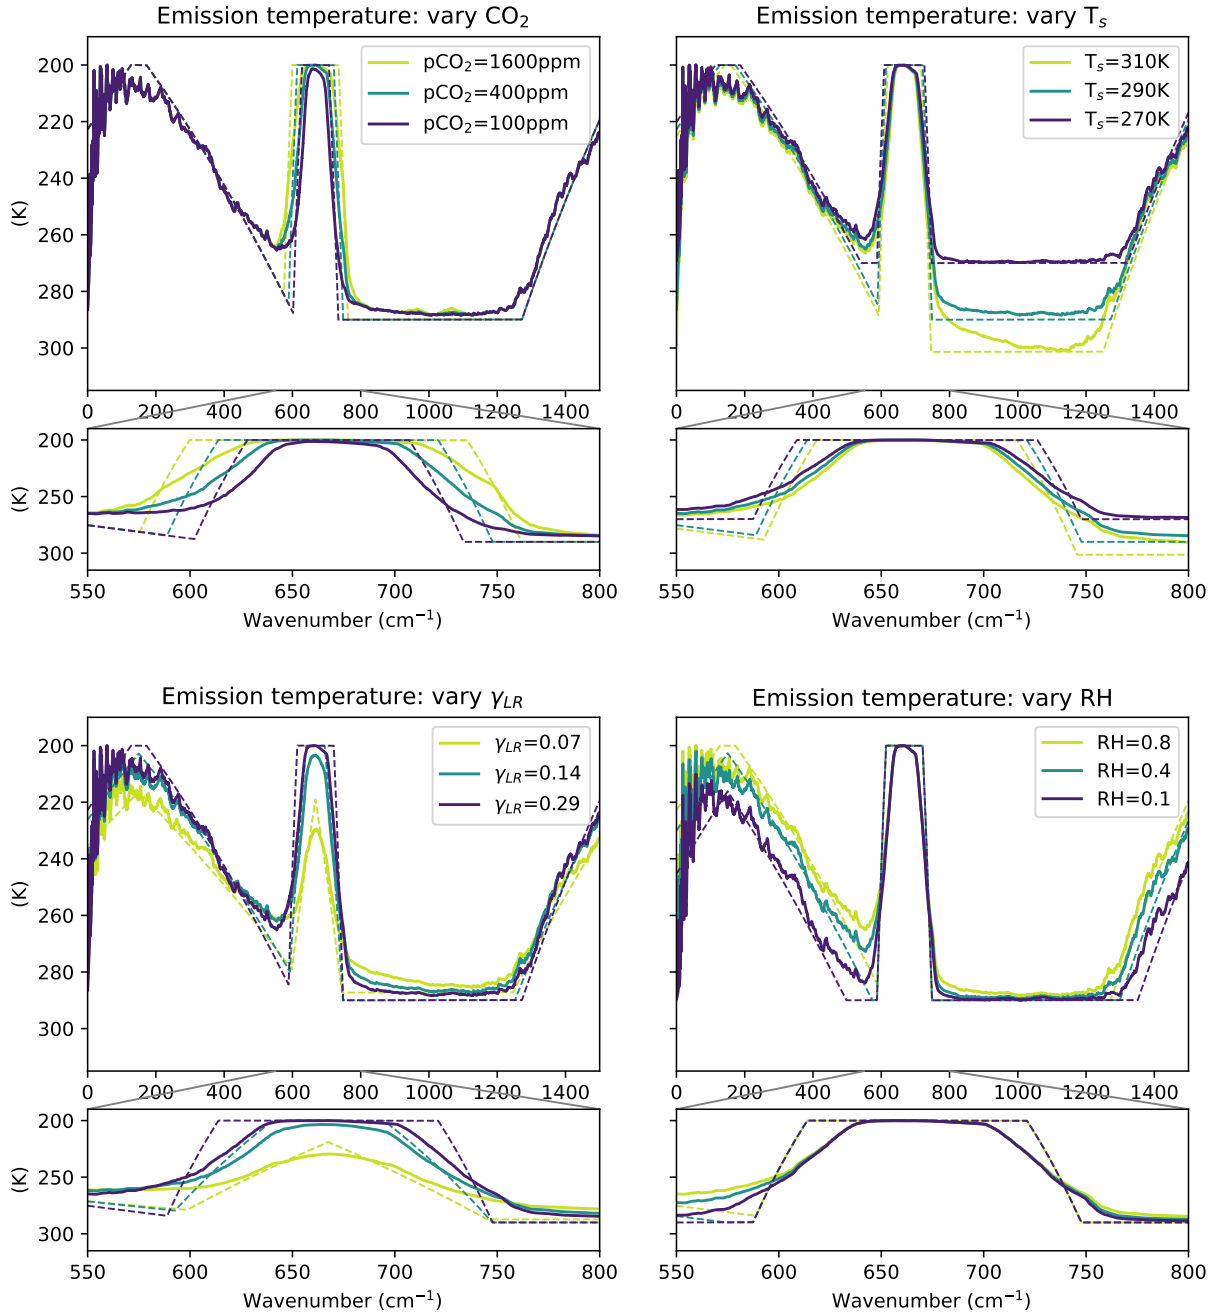 Emission temperature: vary CO₂
200
220
240
260
280
300
(K)
pCO₂=1600ppm
pCO₂=400ppm
pCO₂=100ppm
0 200 400 600 800 1000 1200 1400
200
250
300
(K)
550 600 650 700 750 800
Wavenumber (cm⁻¹)
Emission temperature: vary Tₛ
200
220
240
260
280
300
(K)
Tₛ=310K
Tₛ=290K
Tₛ=270K
0 200 400 600 800 1000 1200 1400
200
250
300
(K)
550 600 650 700 750 800
Wavenumber (cm⁻¹)
Emission temperature: vary γ_LR
200
220
240
260
280
300
(K)
γ_LR=0.07
γ_LR=0.14
γ_LR=0.29
0 200 400 600 800 1000 1200 1400
200
250
300
(K)
550 600 650 700 750 800
Wavenumber (cm⁻¹)
Emission temperature: vary RH
200
220
240
260
280
300
(K)
RH=0.8
RH=0.4
RH=0.1
0 200 400 600 800 1000 1200 1400
200
250
300
(K)
550 600 650 700 750 800
Wavenumber (cm⁻¹)